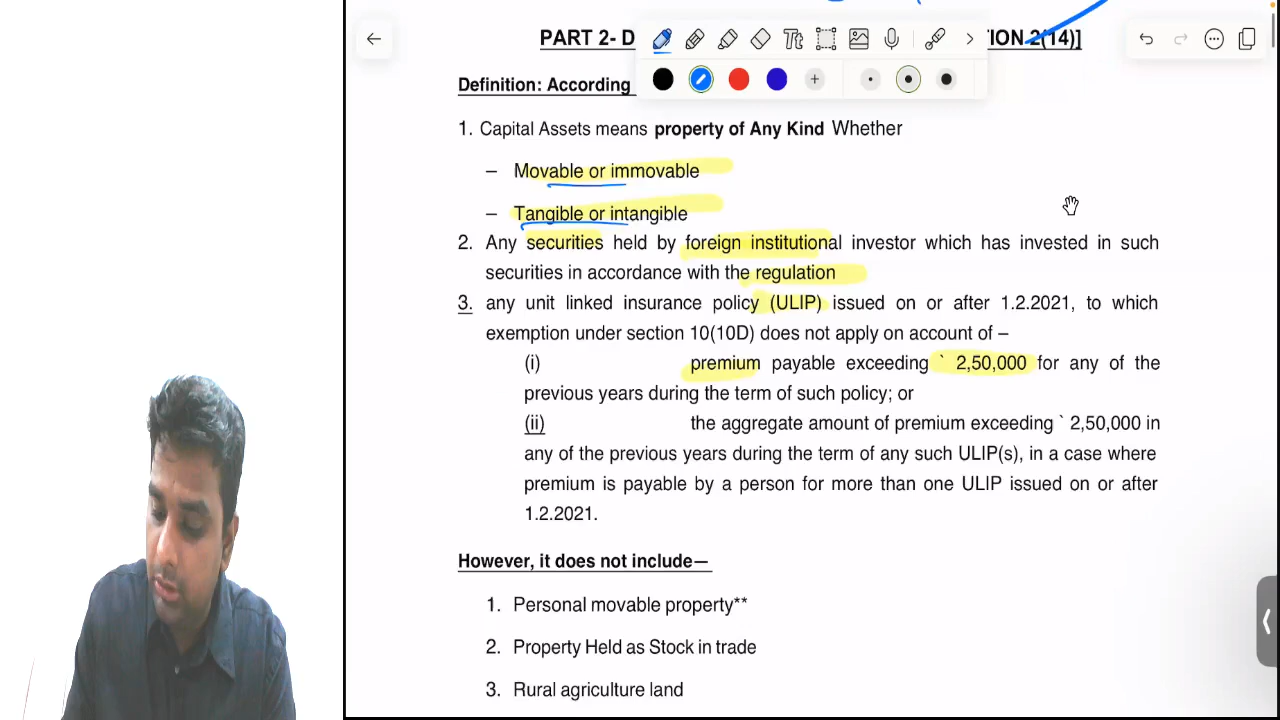 PART 2- D
ION 2(14)]
Tt
Definition: According
1. Capital Assets means property of Any Kind Whether
– Movable or immovable
– Tangible or intangible
2. Any securities held by foreign institutional investor which has invested in such
securities in accordance with the regulation
3. any unit linked insurance policy (ULIP) issued on or after 1.2.2021, to which
exemption under section 10(10D) does not apply on account of –
(i) premium payable exceeding ` 2,50,000 for any of the
previous years during the term of such policy; or
(ii) the aggregate amount of premium exceeding ` 2,50,000 in
any of the previous years during the term of any such ULIP(s), in a case where
premium is payable by a person for more than one ULIP issued on or after
1.2.2021.
However, it does not include–
1. Personal movable property**
2. Property Held as Stock in trade
3. Rural agriculture land